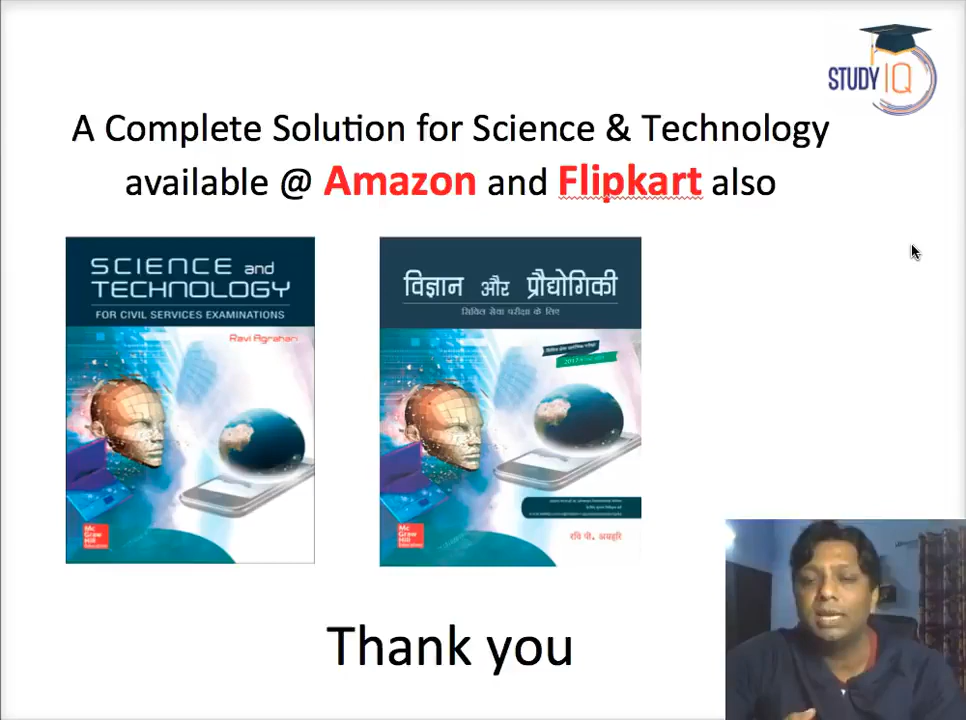 STUDY IQ
A Complete Solution for Science & Technology
available @ Amazon and Flipkart also
SCIENCE and
TECHNOLOGY
FOR CIVIL SERVICES EXAMINATIONS
Ravi Agrahari
Mc
Graw
Hill
Education
विज्ञान और प्रौद्योगिकी
सिविल सेवा परीक्षा के लिए
2017
Mc
Graw
Hill
Education
रवि पी. अग्रहरि
Thank you